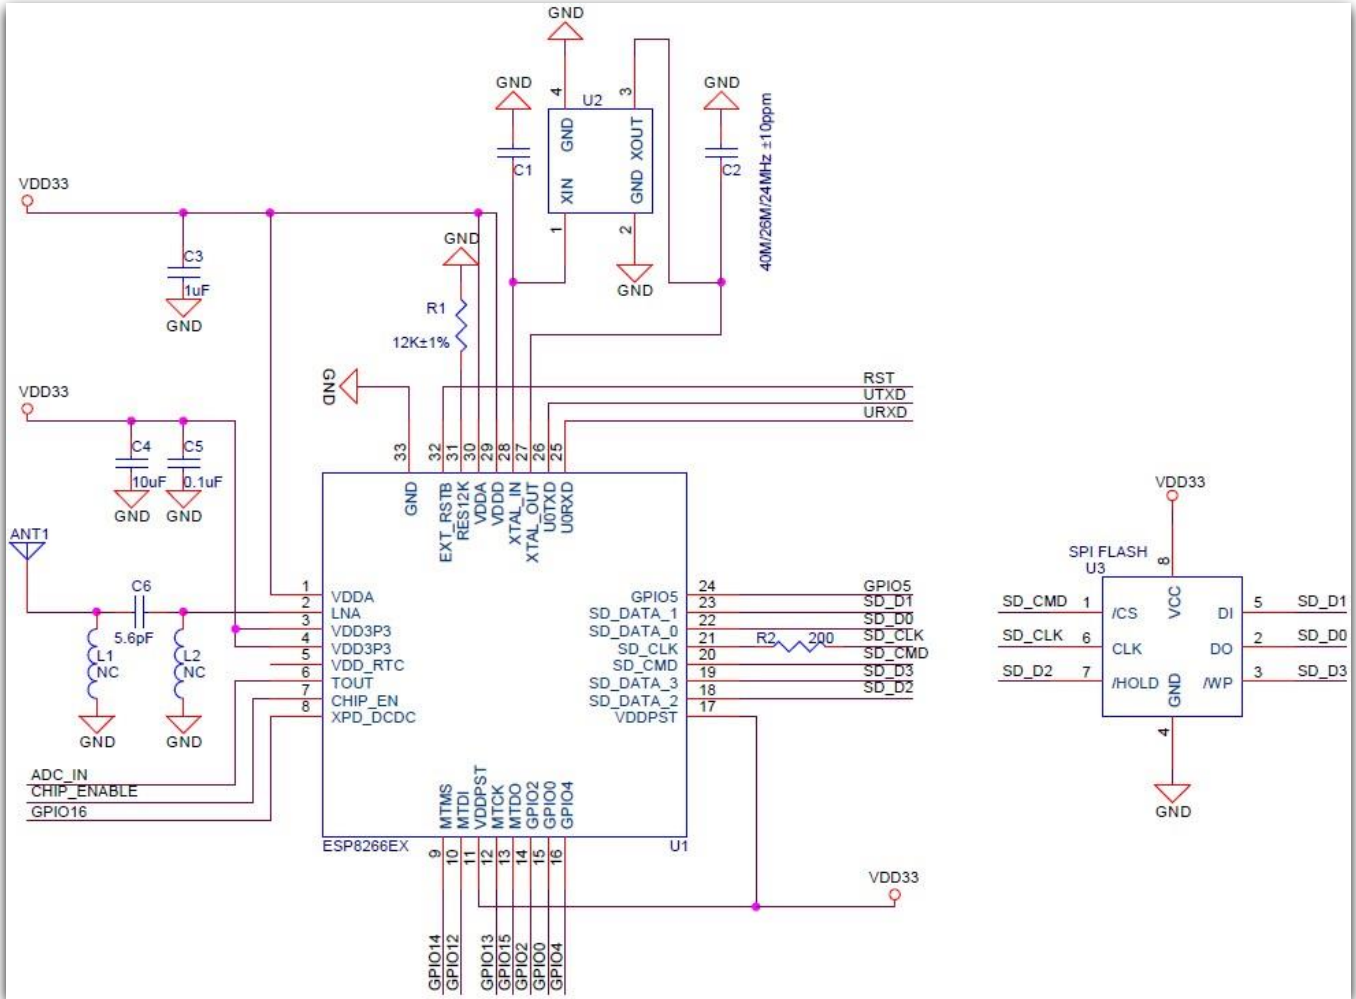 GND
GND
GND
4
3
U2
GND
XOUT
XIN
GND
C1
C2
40M/26M/24MHz ±10ppm
1
2
GND
VDD33
C3
1uF
GND
GND
R1
12K±1%
GND
VDD33
C4
C5
10uF
0.1uF
GND
GND
RST
UTXD
URXD
33
32
31
30
29
28
27
26
25
GND
EXT_RSTB
RES12K
VDDA
VDDD
XTAL_IN
XTAL_OUT
U0TXD
U0RXD
ANT1
C6
5.6pF
L1
NC
L2
NC
GND
GND
1 VDDA
2 LNA
3 VDD3P3
4 VDD3P3
5 VDD_RTC
6 TOUT
7 CHIP_EN
8 XPD_DCDC
ADC_IN
CHIP_ENABLE
GPIO16
GPIO5 24 GPIO5
SD_DATA_1 23 SD_D1
SD_DATA_0 22 SD_D0
SD_CLK 21 R2 200 SD_CLK
SD_CMD 20 SD_CMD
SD_DATA_3 19 SD_D3
SD_DATA_2 18 SD_D2
VDDPST 17
MTMS
MTDI
VDDPST
MTCK
MTDO
GPIO2
GPIO0
GPIO4
ESP8266EX
U1
9
10
11
12
13
14
15
16
GPIO14
GPIO12
GPIO13
GPIO15
GPIO2
GPIO0
GPIO4
VDD33
VDD33
SPI FLASH
U3
8
VCC
SD_CMD 1 /CS
SD_CLK 6 CLK
SD_D2 7 /HOLD
DI 5 SD_D1
DO 2 SD_D0
/WP 3 SD_D3
GND
4
GND